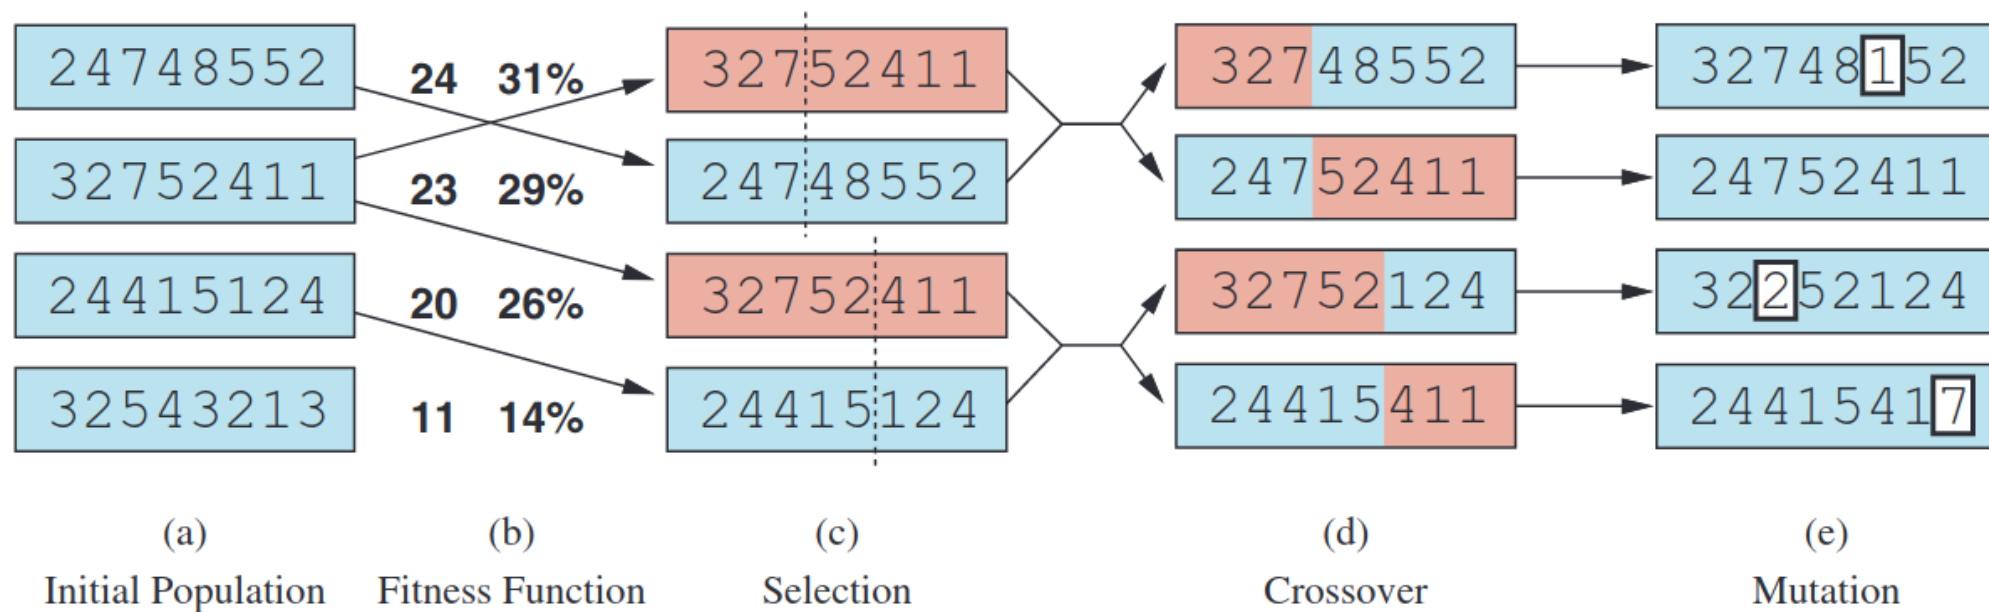 24748552 24 31% 32752411 32748552 32748152
32752411 23 29% 24748552 24752411 24752411
24415124 20 26% 32752411 32752124 32252124
32543213 11 14% 24415124 24415411 24415417
(a) (b) (c) (d) (e)
Initial Population Fitness Function Selection Crossover Mutation